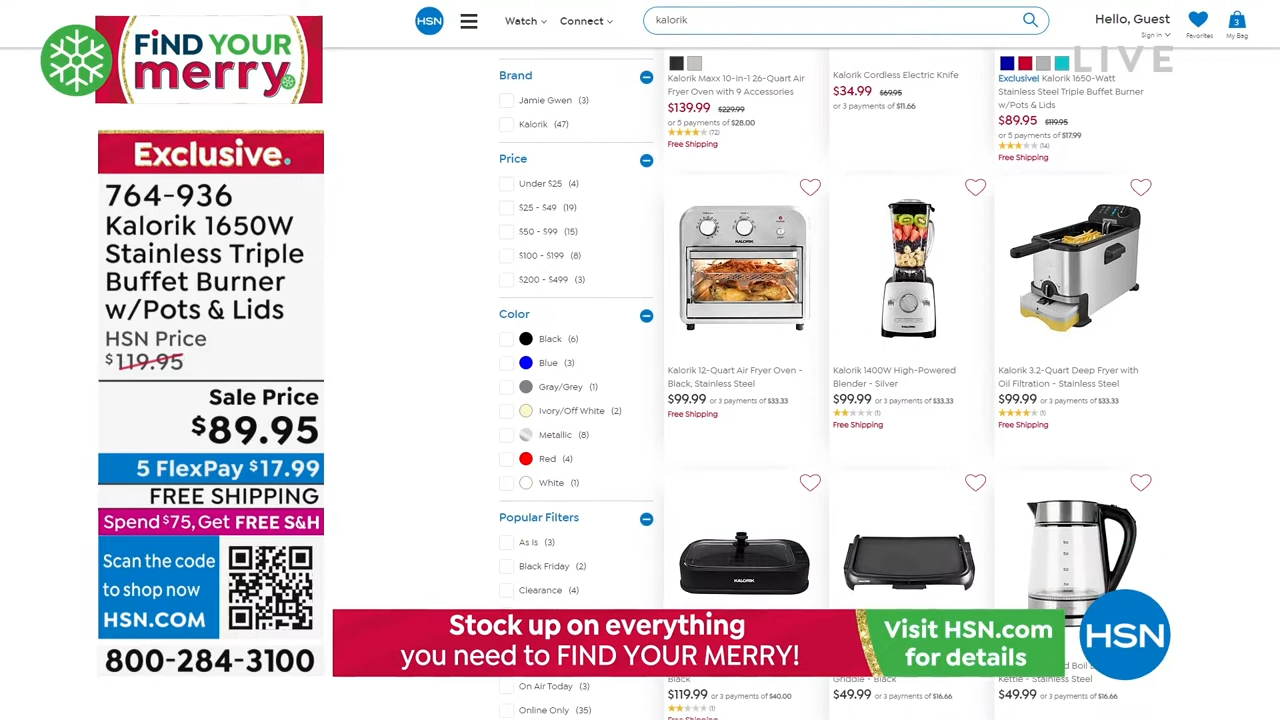 FiND YOUR
merry.
Exclusive.
764-936
Kalorik 1650W
Stainless Triple
Buffet Burner
w/Pots & Lids
HSN Price
$119.95
Sale Price
$89.95
5 FlexPay $17.99
FREE SHIPPING
Spend $75, Get FREE S&H
Scan the code
to shop now
HSN.COM
800-284-3100
HSN
Watch
Connect
kalorik
Hello, Guest
Sign in
Favorites
3
My Bag
LIVE
Brand
Jamie Gwen (3)
Kalorik (47)
Price
Under $25 (4)
$25 - $49 (19)
$50 - $99 (15)
$100 - $199 (8)
$200 - $499 (3)
Color
Black (6)
Blue (3)
Gray/Grey (1)
Ivory/Off White (2)
Metallic (8)
Red (4)
White (1)
Popular Filters
As Is (3)
Black Friday (2)
Clearance (4)
On Air Today (3)
Online Only (35)
Kalorik Maxx 10-in-1 26-Quart Air
Fryer Oven with 9 Accessories
$139.99 $229.99
or 5 payments of $28.00
(72)
Free Shipping
Kalorik Cordless Electric Knife
$34.99 $69.95
or 3 payments of $11.66
Exclusive! Kalorik 1650-Watt
Stainless Steel Triple Buffet Burner
w/Pots & Lids
$89.95 $119.95
or 5 payments of $17.99
(14)
Free Shipping
KALORIK
Kalorik 12-Quart Air Fryer Oven -
Black, Stainless Steel
$99.99 or 3 payments of $33.33
Free Shipping
KALORIK
Kalorik 1400W High-Powered
Blender - Silver
$99.99 or 3 payments of $33.33
(1)
Free Shipping
Kalorik 3.2-Quart Deep Fryer with
Oil Filtration - Stainless Steel
$99.99 or 3 payments of $33.33
(1)
Free Shipping
KALORIK
Black
$119.99 or 3 payments of $40.00
(1)
Free Shipping
Griddle - Black
$49.99 or 3 payments of $16.66
Kettle - Stainless Steel
$49.99 or 3 payments of $16.66
Stock up on everything
you need to FIND YOUR MERRY!
Visit HSN.com
for details
HSN